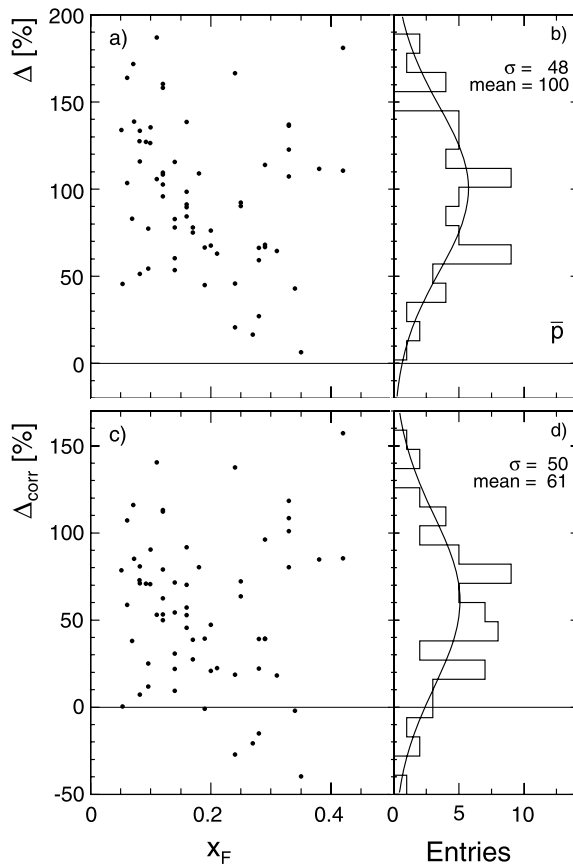 Δ [%]
200
150
100
50
0
a)
b)
σ = 48
mean = 100
p̅
Δcorr [%]
150
100
50
0
-50
c)
d)
σ = 50
mean = 61
0
0.2
0.4
0
5
10
xF
Entries